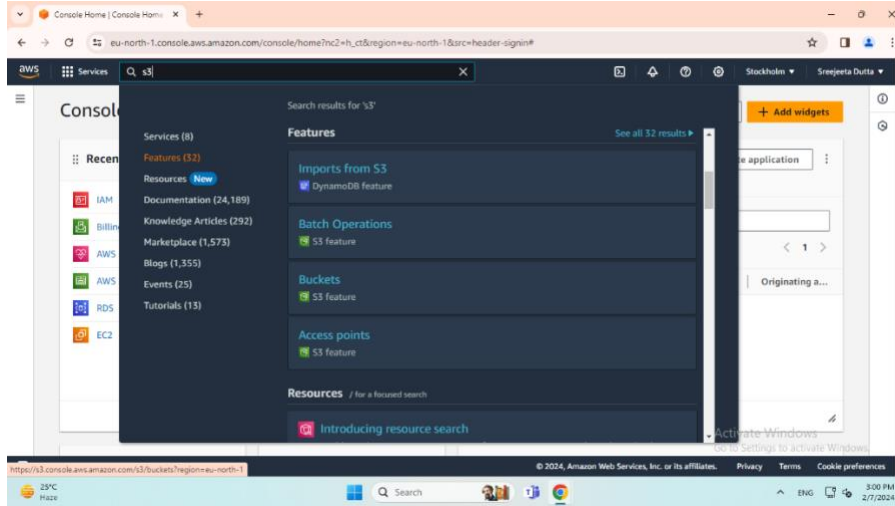 Console Home | Console Home
eu-north-1.console.aws.amazon.com/console/home?nc2=h_ct&region=eu-north-1&src=header-signin#
aws
Services
s3
Stockholm
Sreejeeta Dutta
Consol
Search results for 's3'
+ Add widgets
Services (8)
Features
See all 32 results
Recen
Features (32)
application
Imports from S3
DynamoDB feature
Resources New
IAM
Documentation (24,189)
Knowledge Articles (292)
Batch Operations
S3 feature
Billin
Marketplace (1,573)
1
AWS
Blogs (1,355)
Buckets
S3 feature
AWS
Events (25)
Originating a...
RDS
Tutorials (13)
EC2
Access points
S3 feature
Resources / for a focused search
Introducing resource search
Activate Windows
Go to Settings to activate Windows.
https://s3.console.aws.amazon.com/s3/buckets?region=eu-north-1
© 2024, Amazon Web Services, Inc. or its affiliates.
Privacy
Terms
Cookie preferences
25°C
Haze
Search
ENG
3:00 PM
2/7/2024